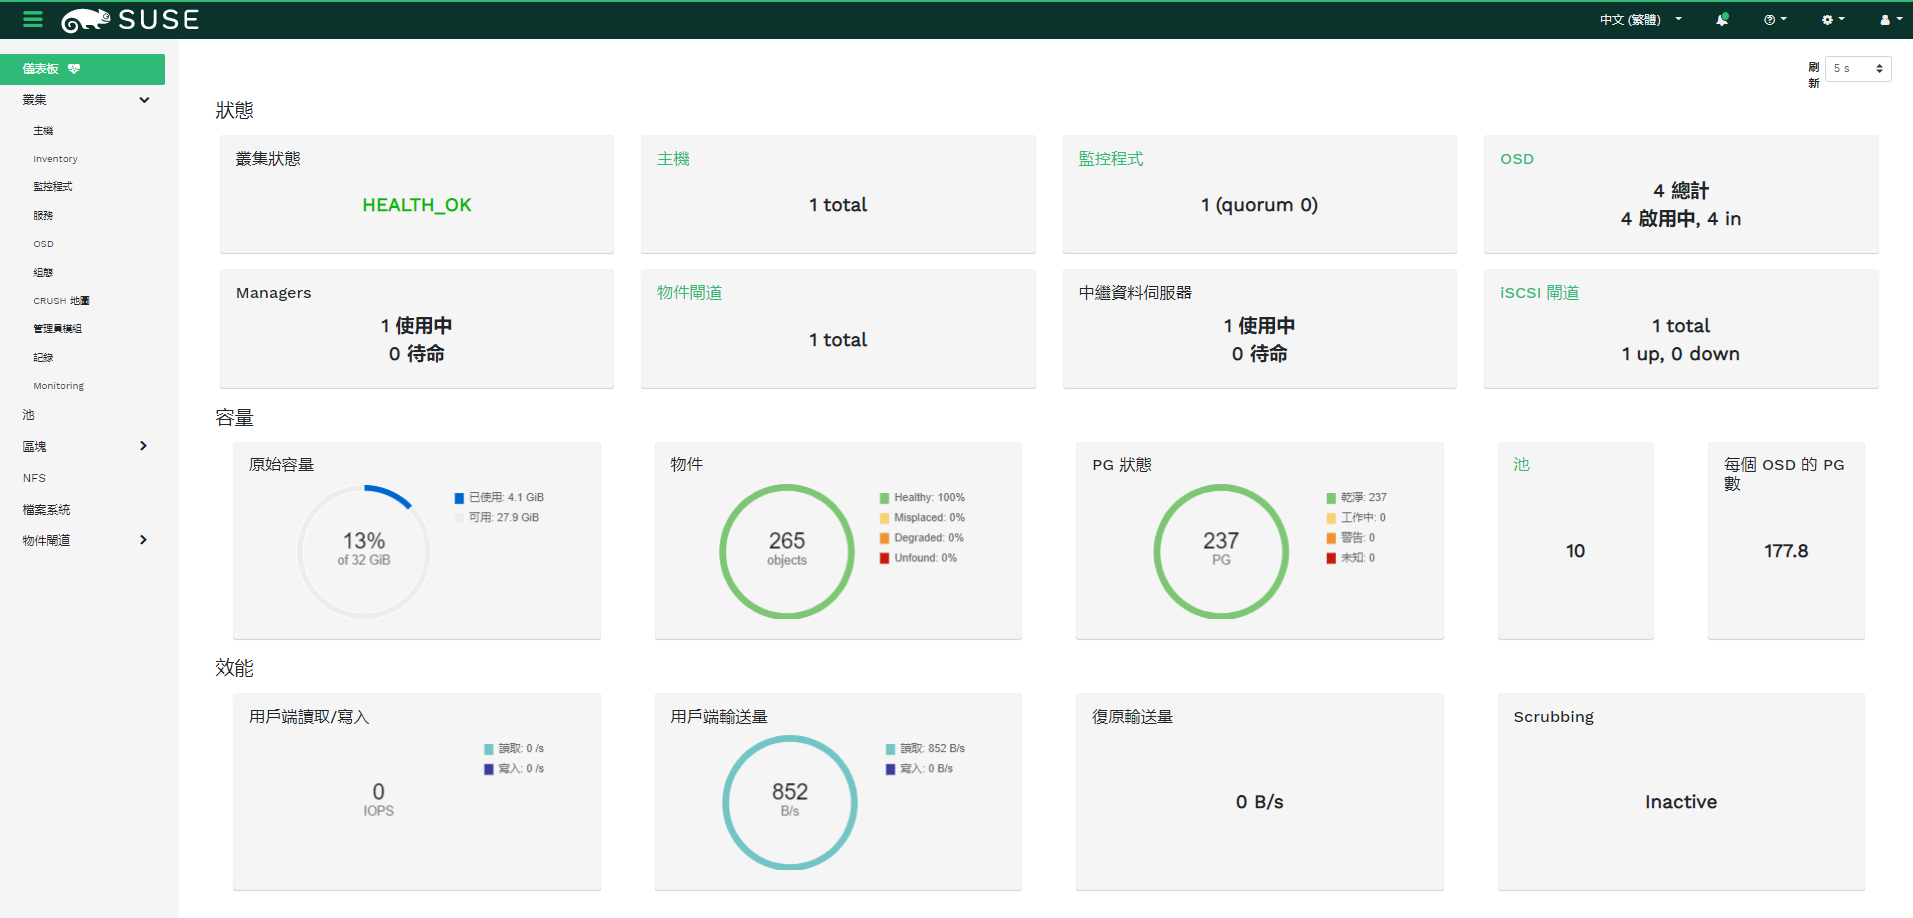 SUSE
中文 (繁體)
儀表板
叢集
主機
Inventory
監控程式
服務
OSD
組態
CRUSH 地圖
管理員模組
記錄
Monitoring
池
區塊
NFS
檔案系統
物件閘道
刷新
5 s
狀態
叢集狀態
HEALTH_OK
主機
1 total
監控程式
1 (quorum 0)
OSD
4 總計
4 啟用中, 4 in
Managers
1 使用中
0 待命
物件閘道
1 total
中繼資料伺服器
1 使用中
0 待命
iSCSI 閘道
1 total
1 up, 0 down
容量
原始容量
13%
of 32 GiB
已使用: 4.1 GiB
可用: 27.9 GiB
物件
265
objects
Healthy: 100%
Misplaced: 0%
Degraded: 0%
Unfound: 0%
PG 狀態
237
PG
乾淨: 237
工作中: 0
警告: 0
未知: 0
池
10
每個 OSD 的 PG
數
177.8
效能
用戶端讀取/寫入
0
IOPS
讀取: 0 /s
寫入: 0 /s
用戶端輸送量
852
B/s
讀取: 852 B/s
寫入: 0 B/s
復原輸送量
0 B/s
Scrubbing
Inactive